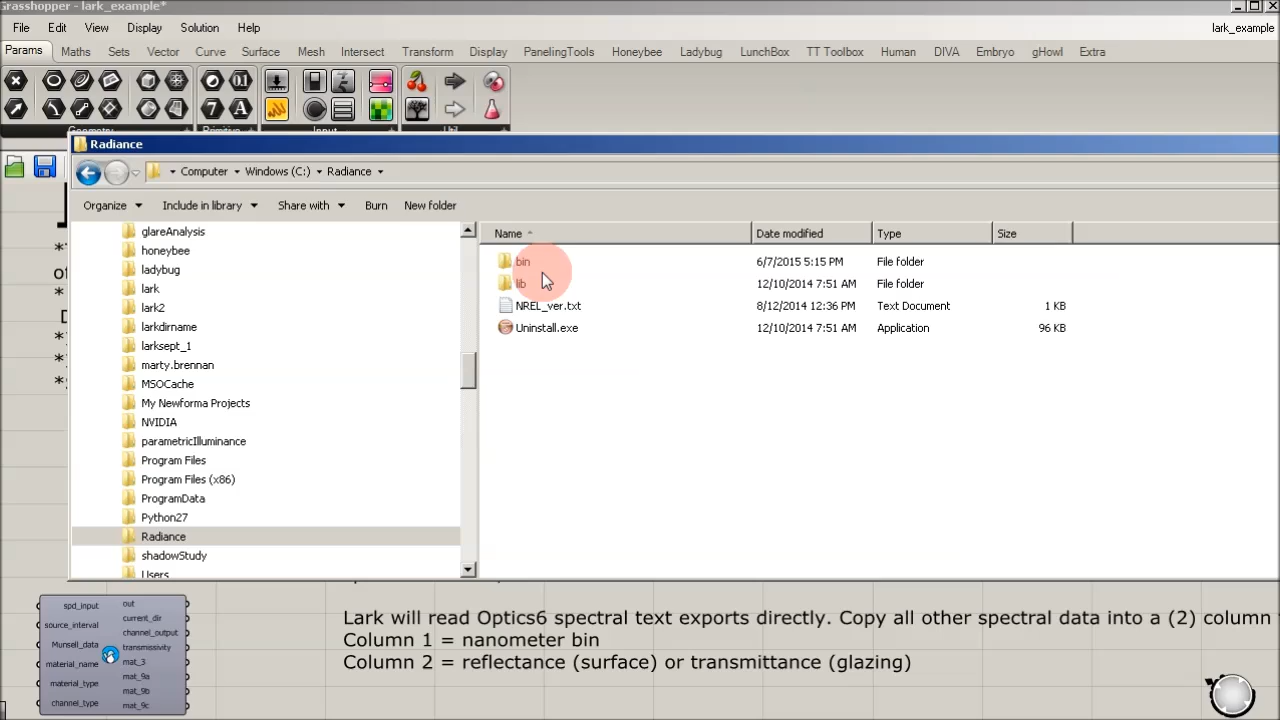 Grasshopper - lark_example*
File Edit View Display Solution Help lark_example
Params Maths Sets Vector Curve Surface Mesh Intersect Transform Display PanelingTools Honeybee Ladybug LunchBox TT Toolbox Human DIVA Embryo gHowl Extra
Radiance
Computer Windows (C:) Radiance
Organize Include in library Share with Burn New folder
Name Date modified Type Size
bin 6/7/2015 5:15 PM File folder
lib 12/10/2014 7:51 AM File folder
NREL_ver.txt 8/12/2014 12:36 PM Text Document 1 KB
Uninstall.exe 12/10/2014 7:51 AM Application 96 KB
glareAnalysis
honeybee
ladybug
lark
lark2
larkdirname
larksept_1
marty.brennan
MSOCache
My Newforma Projects
NVIDIA
parametricIlluminance
Program Files
Program Files (x86)
ProgramData
Python27
Radiance
shadowStudy
Users
spd_input
source_interval
Munsell_data
material_name
material_type
channel_type
out
current_dir
channel_output
transmissivity
mat_3
mat_9a
mat_9b
mat_9c
Lark will read Optics6 spectral text exports directly. Copy all other spectral data into a (2) column
Column 1 = nanometer bin
Column 2 = reflectance (surface) or transmittance (glazing)